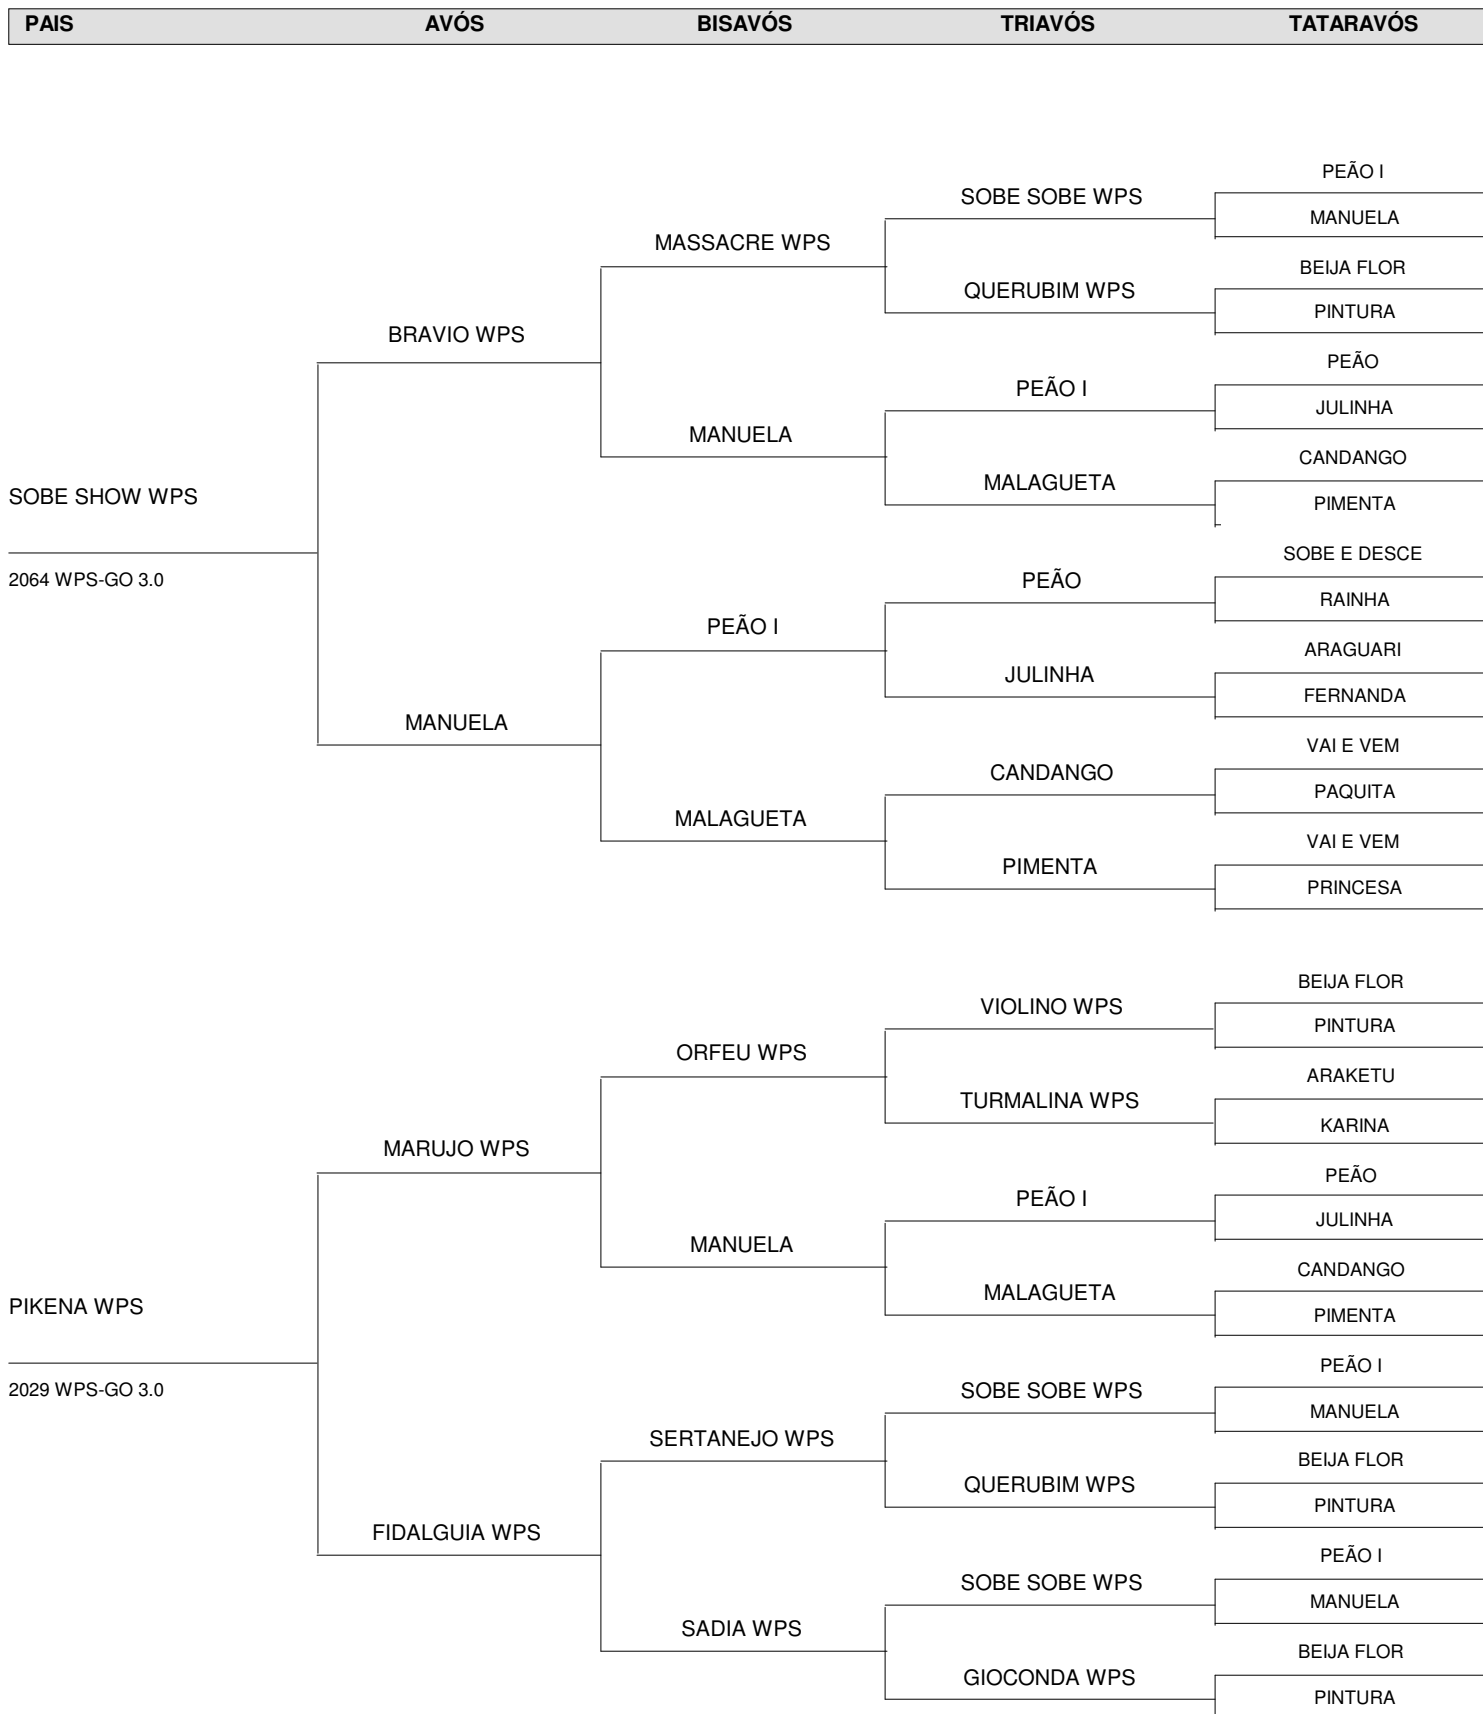 PAIS AVÓS BISAVÓS TRIAVÓS TATARAVÓS
PEÃO I
SOBE SOBE WPS
MANUELA
MASSACRE WPS
BEIJA FLOR
QUERUBIM WPS
PINTURA
BRAVIO WPS
PEÃO
PEÃO I
JULINHA
MANUELA
CANDANGO
MALAGUETA
SOBE SHOW WPS
PIMENTA
SOBE E DESCE
2064 WPS-GO 3.0
PEÃO
RAINHA
PEÃO I
ARAGUARI
JULINHA
FERNANDA
MANUELA
VAI E VEM
CANDANGO
PAQUITA
MALAGUETA
VAI E VEM
PIMENTA
PRINCESA
BEIJA FLOR
VIOLINO WPS
PINTURA
ORFEU WPS
ARAKETU
TURMALINA WPS
KARINA
MARUJO WPS
PEÃO
PEÃO I
JULINHA
MANUELA
CANDANGO
MALAGUETA
PIKENA WPS
PIMENTA
PEÃO I
2029 WPS-GO 3.0
SOBE SOBE WPS
MANUELA
SERTANEJO WPS
BEIJA FLOR
QUERUBIM WPS
PINTURA
FIDALGUIA WPS
PEÃO I
SOBE SOBE WPS
MANUELA
SADIA WPS
BEIJA FLOR
GIOCONDA WPS
PINTURA